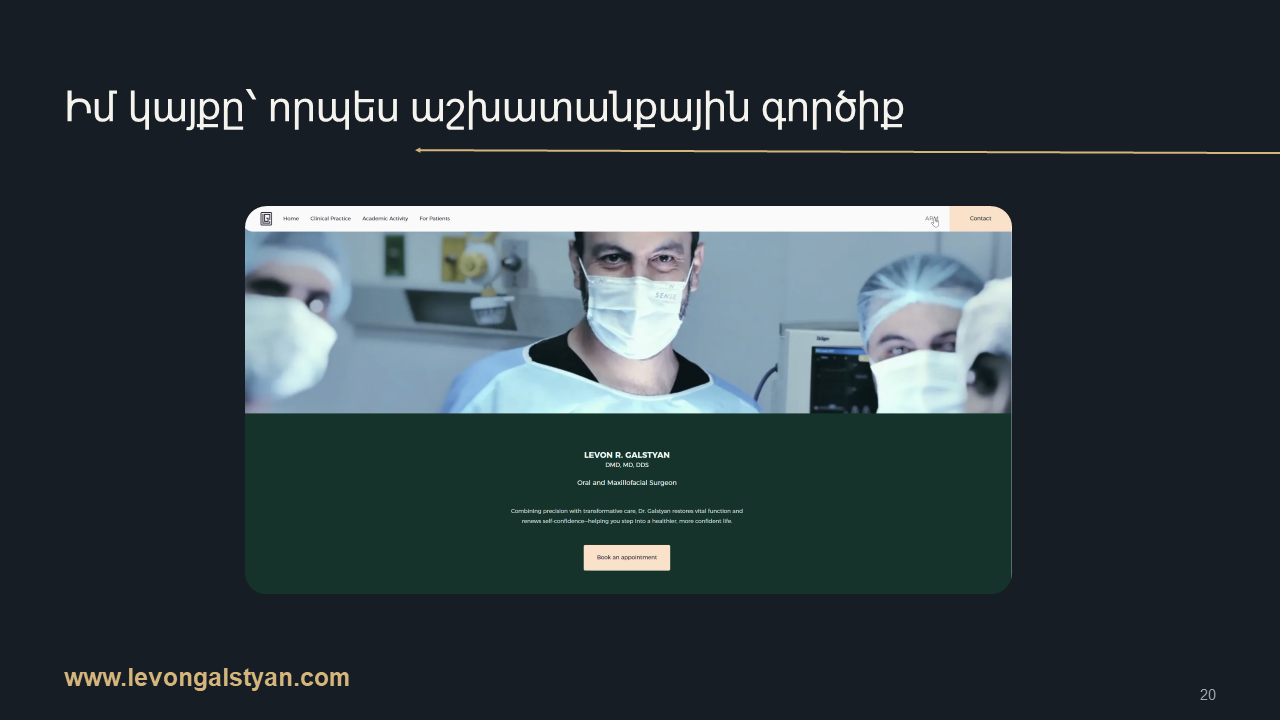 Իմ կայքը՝ որպես աշխատանքային գործիք
Home Clinical Practice Academic Activity For Patients ARM Contact
SENSE
Dräger
LEVON R. GALSTYAN
DMD, MD, DDS
Oral and Maxillofacial Surgeon
Combining precision with transformative care, Dr. Galstyan restores vital function and
renews self-confidence—helping you step into a healthier, more confident life.
Book an appointment
www.levongalstyan.com
20